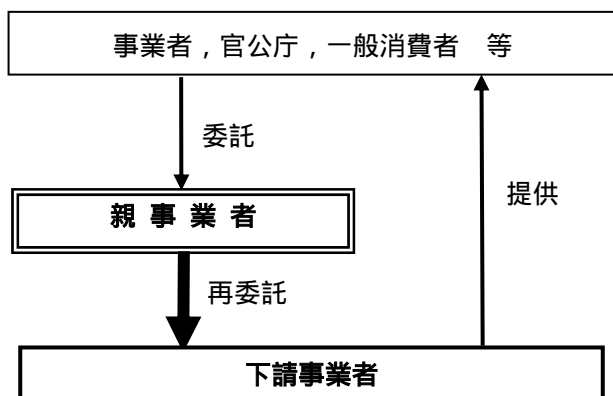 事業者，官公庁，一般消費者　等
委託
提供
親 事 業 者
再委託
下請事業者